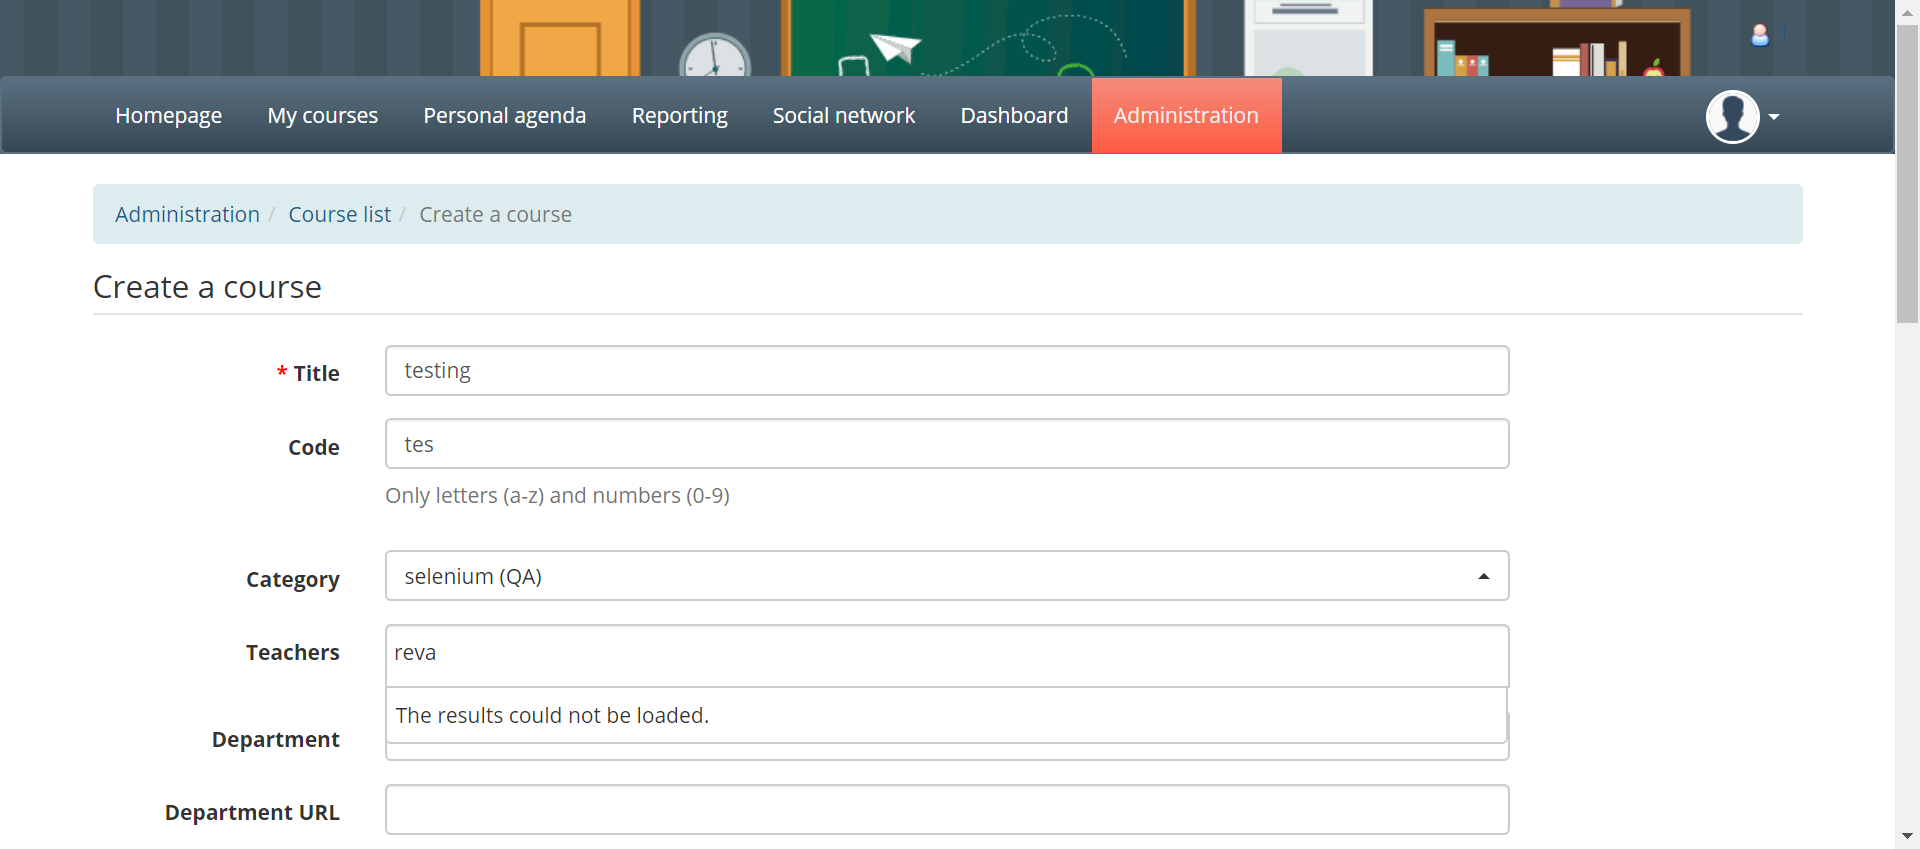 1
Homepage My courses Personal agenda Reporting Social network Dashboard Administration
Administration / Course list / Create a course
Create a course
* Title testing
Code tes
Only letters (a-z) and numbers (0-9)
Category selenium (QA)
Teachers reva
The results could not be loaded.
Department
Department URL